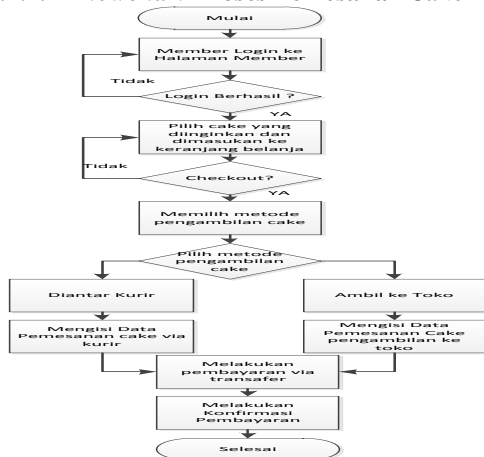 Mulai
Member Login ke
Halaman Member
Tidak
Login Berhasil ?
YA
Pilih cake yang
diinginkan dan
dimasukan ke
keranjang belanja
Tidak
Checkout?
YA
Memilih metode
pengambilan cake
Pilih metode
pengambilan
cake
Diantar Kurir
Ambil ke Toko
Mengisi Data
Pemesanan cake via
kurir
Mengisi Data
Pemesanan Cake
pengambilan ke
toko
Melakukan
pembayaran via
transafer
Melakukan
Konfirmasi
Pembayaran
Selesai